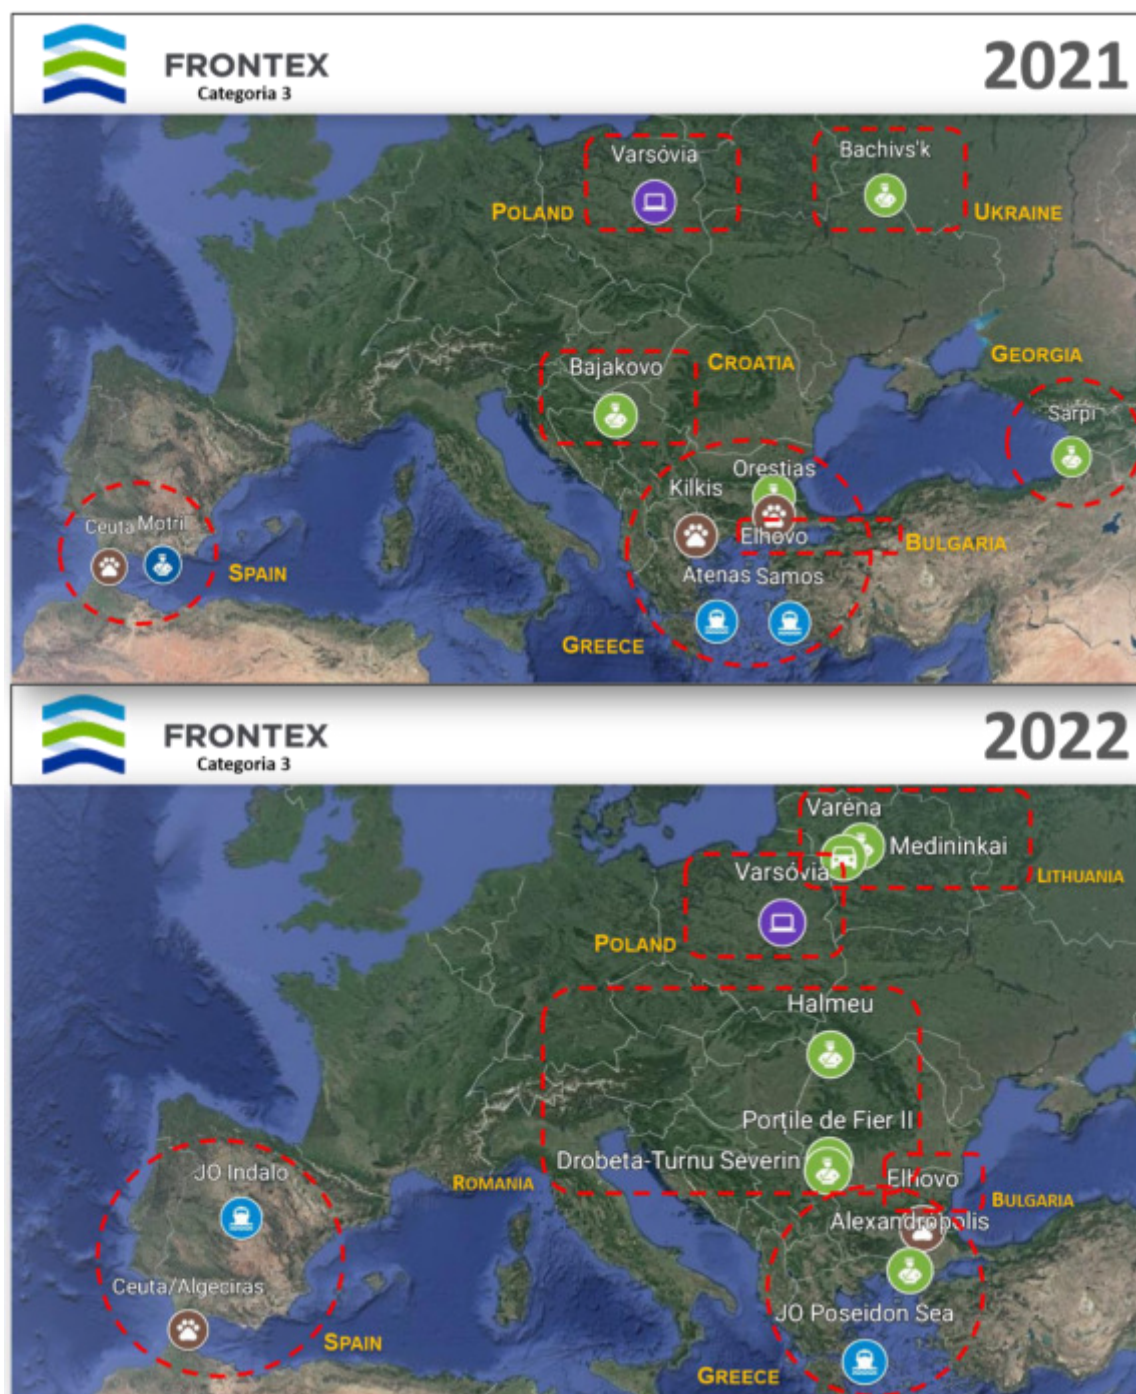 FRONTEX
Categoria 3
2021
Varsóvia
Bachivs'k
POLAND
UKRAINE
Bajakovo
CROATIA
GEORGIA
Sarpi
Orestias
Kilkis
Elhovo
BULGARIA
Ceuta
Motril
SPAIN
Atenas
Samos
GREECE
FRONTEX
Categoria 3
2022
Varėna
Medininkai
LITHUANIA
Varsóvia
POLAND
Halmeu
Porțile de Fier II
Drobeta-Turnu Severin
ROMANIA
Elhovo
BULGARIA
JO Indalo
Alexandropolis
Ceuta/Algeciras
JO Poseidon Sea
SPAIN
GREECE